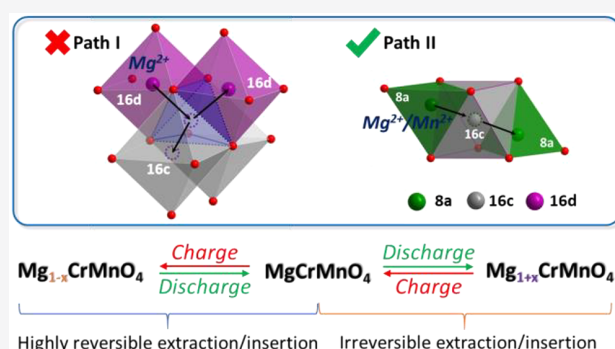 Path I
Path II
Mg²⁺
16d
16d
16c
8a
Mg²⁺/Mn²⁺
16c
8a
8a 16c 16d
Charge Discharge
Mg₁₋ₓCrMnO₄ MgCrMnO₄ Mg₁₊ₓCrMnO₄
Discharge Charge
Highly reversible extraction/insertion Irreversible extraction/insertion